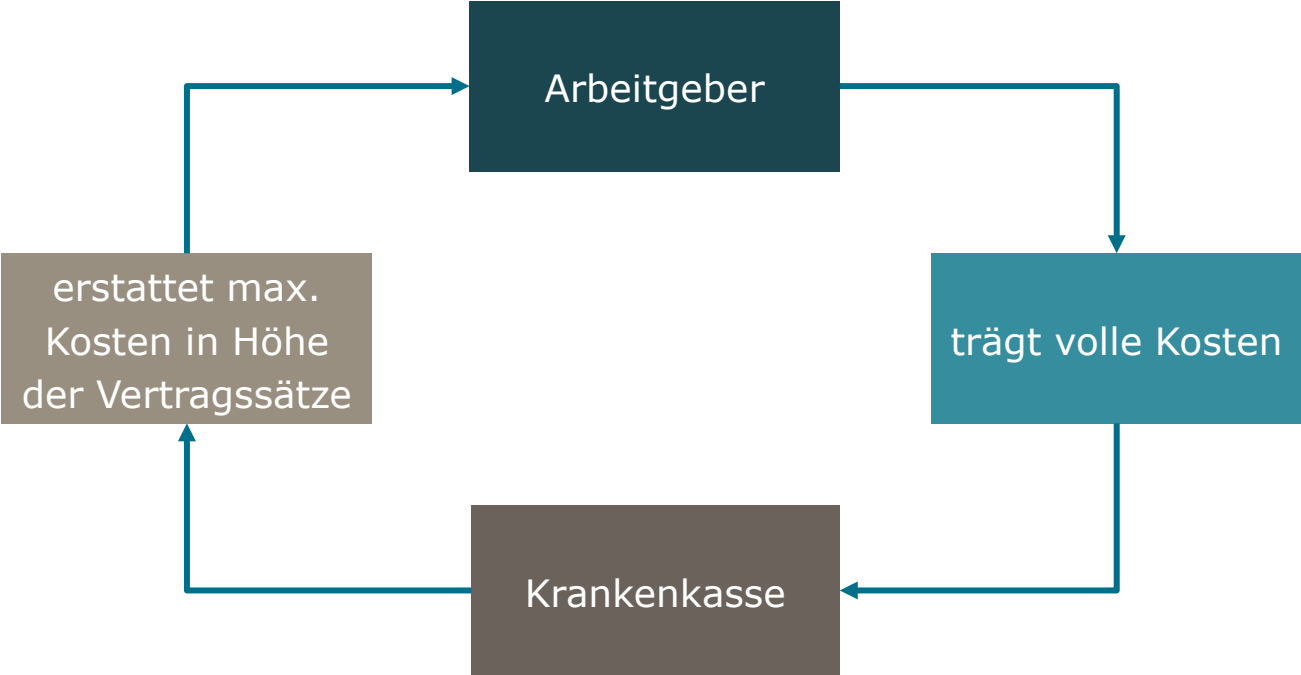 Arbeitgeber
erstattet max.
Kosten in Höhe
der Vertragssätze
trägt volle Kosten
Krankenkasse